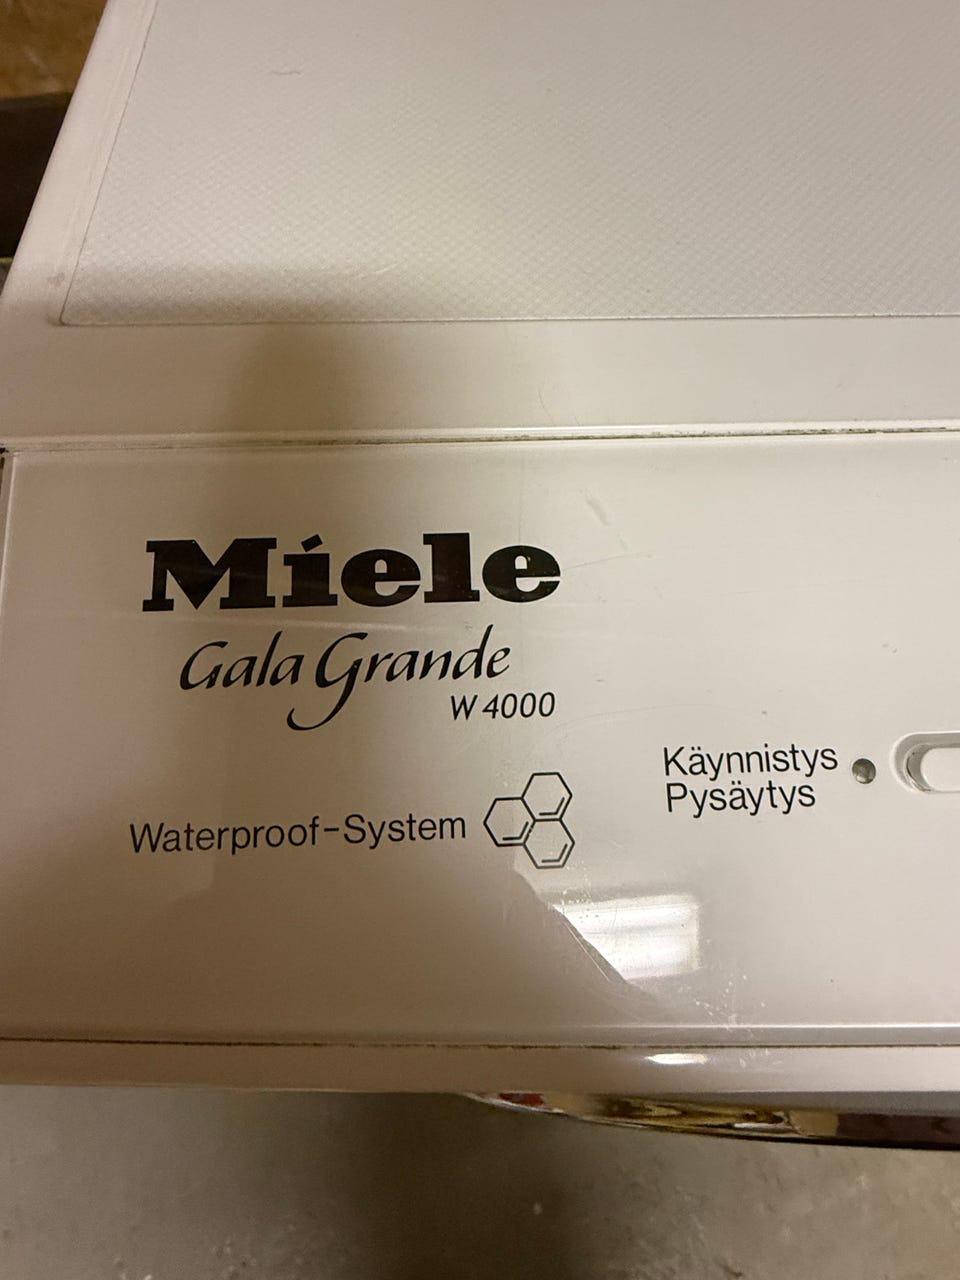 Miele
Gala Grande
W 4000
Käynnistys
Pysäytys
Waterproof-System